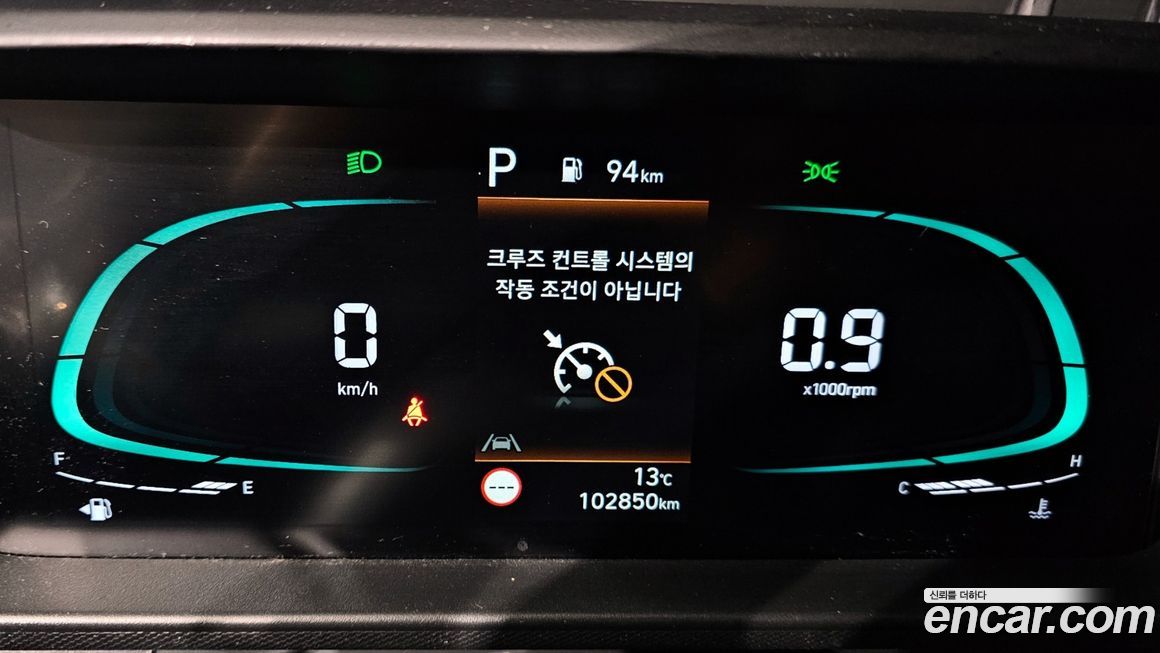 P 94km
크루즈 컨트롤 시스템의
작동 조건이 아닙니다
0
km/h
0.9
x1000rpm
F
E
---
13℃
102850km
C
H
신뢰를 더하다
encar.com